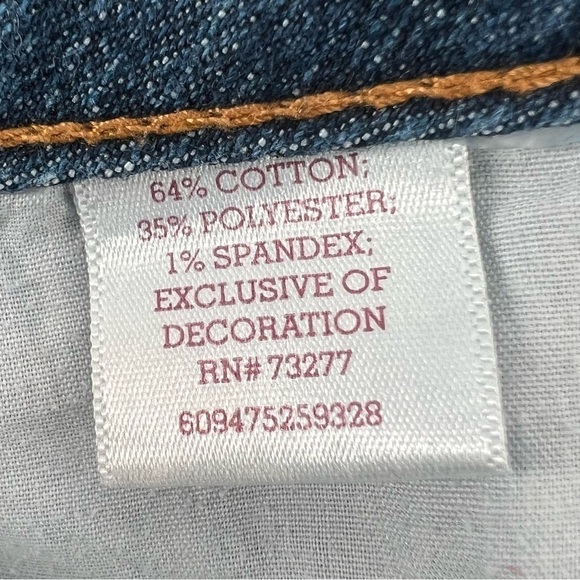 64% COTTON;
35% POLYESTER;
1% SPANDEX;
EXCLUSIVE OF
DECORATION
RN# 73277
609475259328